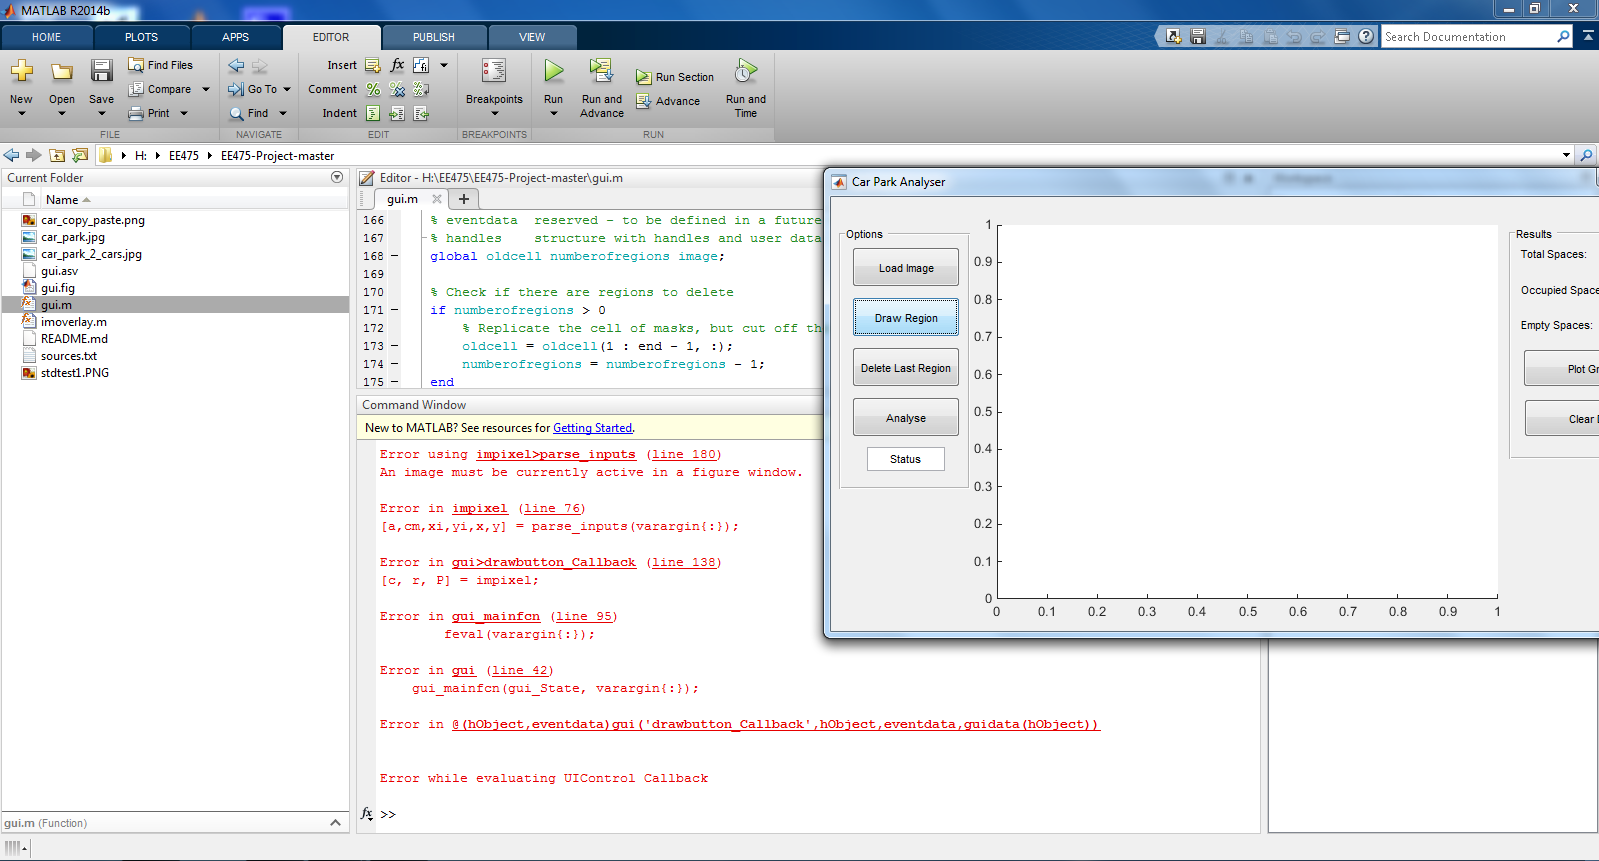 MATLAB R2014b
HOME PLOTS APPS EDITOR PUBLISH VIEW
Search Documentation
New Open Save
Find Files
Compare
Print
FILE
Go To
Find
NAVIGATE
Insert
Comment
Indent
EDIT
Breakpoints
BREAKPOINTS
Run
Run and Advance
Run Section
Advance
Run and Time
RUN
H: EE475 EE475-Project-master
Current Folder
Name
car_copy_paste.png
car_park.jpg
car_park_2_cars.jpg
gui.asv
gui.fig
gui.m
imoverlay.m
README.md
sources.txt
stdtest1.PNG
gui.m (Function)
Editor - H:\EE475\EE475-Project-master\gui.m
gui.m
166 % eventdata reserved - to be defined in a future
167 % handles structure with handles and user data
168 global oldcell numberofregions image;
169
170 % Check if there are regions to delete
171 if numberofregions > 0
172 % Replicate the cell of masks, but cut off th
173 oldcell = oldcell(1 : end - 1, :);
174 numberofregions = numberofregions - 1;
175 end
Command Window
New to MATLAB? See resources for Getting Started.
Error using impixel>parse_inputs (line 180)
An image must be currently active in a figure window.
Error in impixel (line 76)
[a,cm,xi,yi,x,y] = parse_inputs(varargin{:});
Error in gui>drawbutton_Callback (line 138)
[c, r, P] = impixel;
Error in gui_mainfcn (line 95)
feval(varargin{:});
Error in gui (line 42)
gui_mainfcn(gui_State, varargin{:});
Error in @(hObject,eventdata)gui('drawbutton_Callback',hObject,eventdata,guidata(hObject))
Error while evaluating UIControl Callback
fx >>
Car Park Analyser
Options
Load Image
Draw Region
Delete Last Region
Analyse
Status
1
0.9
0.8
0.7
0.6
0.5
0.4
0.3
0.2
0.1
0
0 0.1 0.2 0.3 0.4 0.5 0.6 0.7 0.8 0.9 1
Results
Total Spaces:
Occupied Space
Empty Spaces:
Plot Gr
Clear